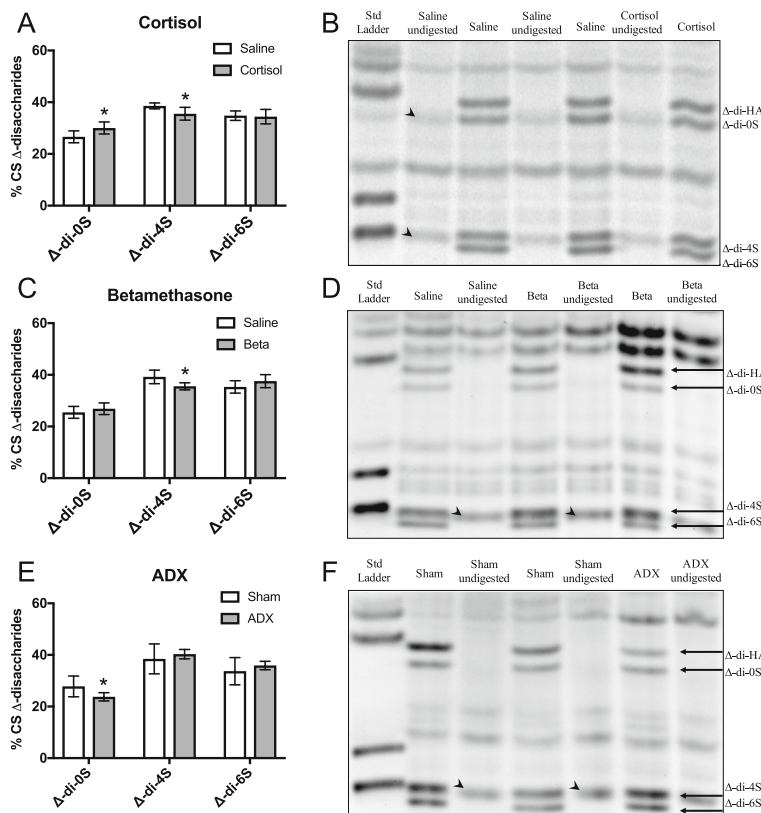 A
Cortisol
Saline
Cortisol
*
*
60
40
20
0
% CS Δ-disaccharides
Δ-di-0S
Δ-di-4S
Δ-di-6S
B
Std
Ladder
Saline
undigested
Saline
Saline
undigested
Saline
Cortisol
undigested
Cortisol
Δ-di-HA
Δ-di-0S
Δ-di-4S
Δ-di-6S
C
Betamethasone
Saline
Beta
*
60
40
20
0
% CS Δ-disaccharides
Δ-di-0S
Δ-di-4S
Δ-di-6S
D
Std
Ladder
Saline
Saline
undigested
Beta
Beta
undigested
Beta
Beta
undigested
Δ-di-HA
Δ-di-0S
Δ-di-4S
Δ-di-6S
E
ADX
Sham
ADX
*
60
40
20
0
% CS Δ-disaccharides
Δ-di-0S
Δ-di-4S
Δ-di-6S
F
Std
Ladder
Sham
Sham
undigested
Sham
Sham
undigested
ADX
ADX
undigested
Δ-di-HA
Δ-di-0S
Δ-di-4S
Δ-di-6S